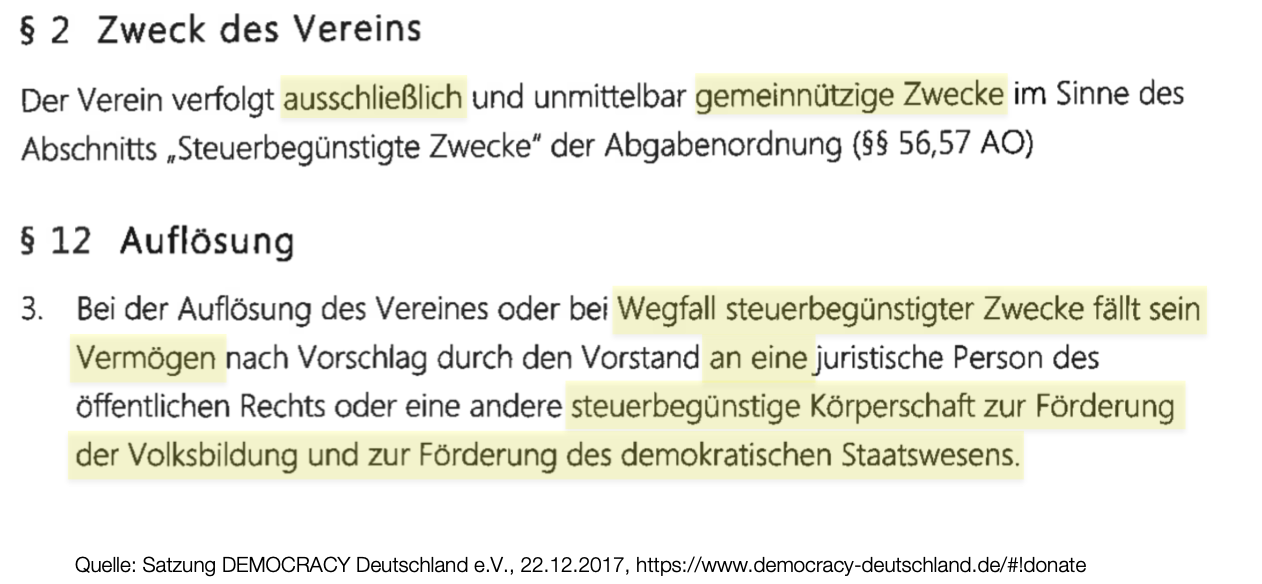 § 2 Zweck des Vereins
Der Verein verfolgt ausschließlich und unmittelbar gemeinnützige Zwecke im Sinne des
Abschnitts „Steuerbegünstigte Zwecke“ der Abgabenordnung (§§ 56,57 AO)
§ 12 Auflösung
3. Bei der Auflösung des Vereines oder bei Wegfall steuerbegünstigter Zwecke fällt sein
Vermögen nach Vorschlag durch den Vorstand an eine juristische Person des
öffentlichen Rechts oder eine andere steuerbegünstige Körperschaft zur Förderung
der Volksbildung und zur Förderung des demokratischen Staatswesens.
Quelle: Satzung DEMOCRACY Deutschland e.V., 22.12.2017, https://www.democracy-deutschland.de/#!donate